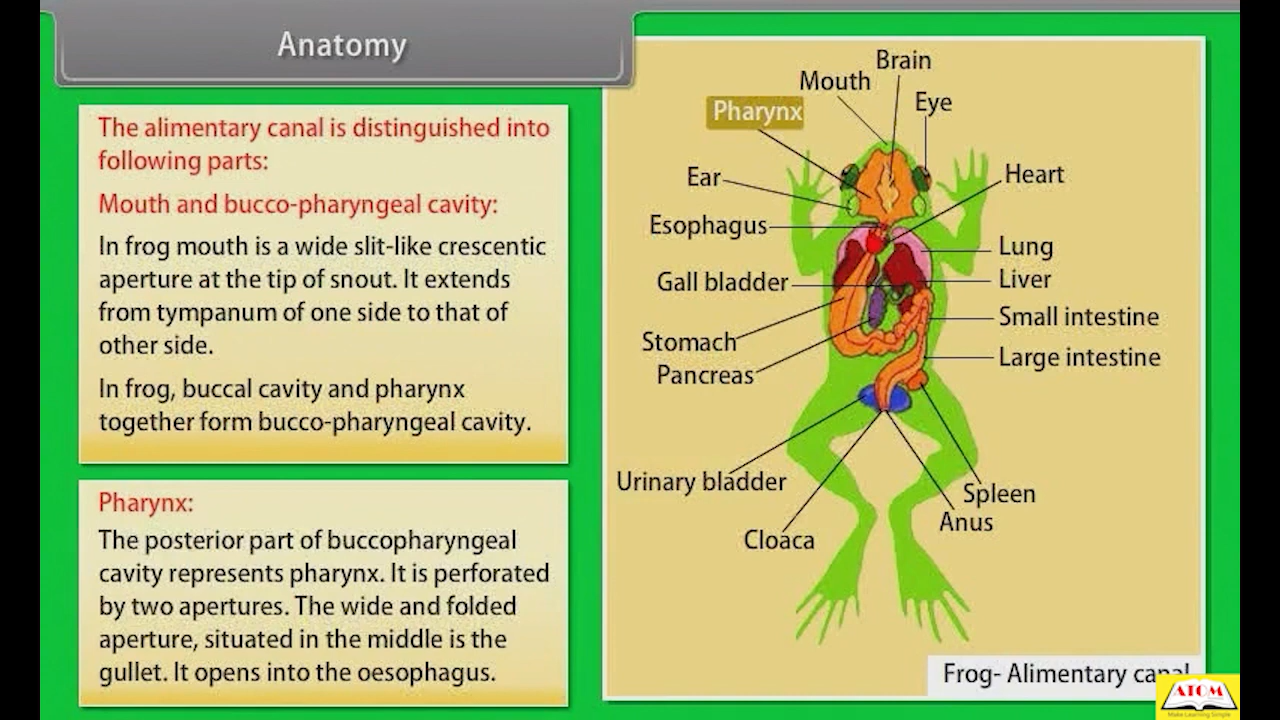 Anatomy
The alimentary canal is distinguished into
following parts:
Mouth and bucco-pharyngeal cavity:
In frog mouth is a wide slit-like crescentic
aperture at the tip of snout. It extends
from tympanum of one side to that of
other side.
In frog, buccal cavity and pharynx
together form bucco-pharyngeal cavity.
Pharynx:
The posterior part of buccopharyngeal
cavity represents pharynx. It is perforated
by two apertures. The wide and folded
aperture, situated in the middle is the
gullet. It opens into the oesophagus.
Brain
Mouth
Eye
Pharynx
Ear
Heart
Esophagus
Lung
Gall bladder
Liver
Small intestine
Stomach
Large intestine
Pancreas
Urinary bladder
Spleen
Anus
Cloaca
Frog- Alimentary canal
ATOM
Make Learning Simple